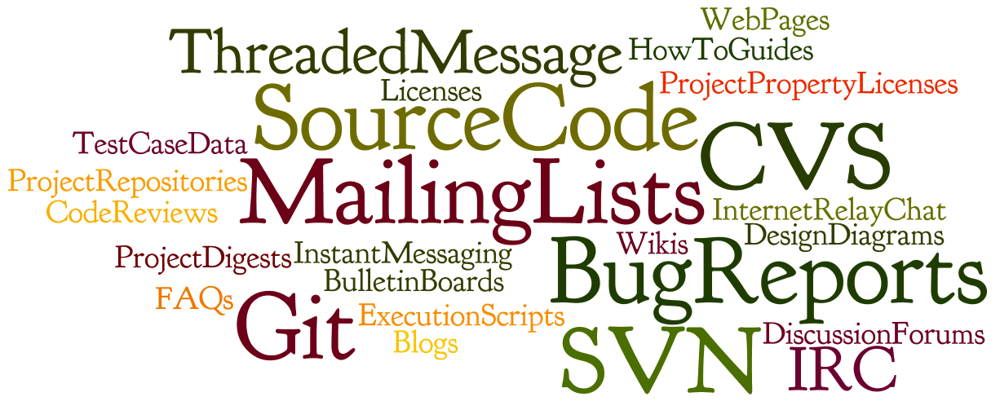 WebPages
ThreadedMessage
HowToGuides
Licenses
ProjectPropertyLicenses
SourceCode
TestCaseData
CVS
ProjectRepositories
MailingLists
CodeReviews
InternetRelayChat
Wikis
DesignDiagrams
ProjectDigests
InstantMessaging
BugReports
BulletinBoards
FAQs
Git
ExecutionScripts
Blogs
SVN
DiscussionForums
IRC